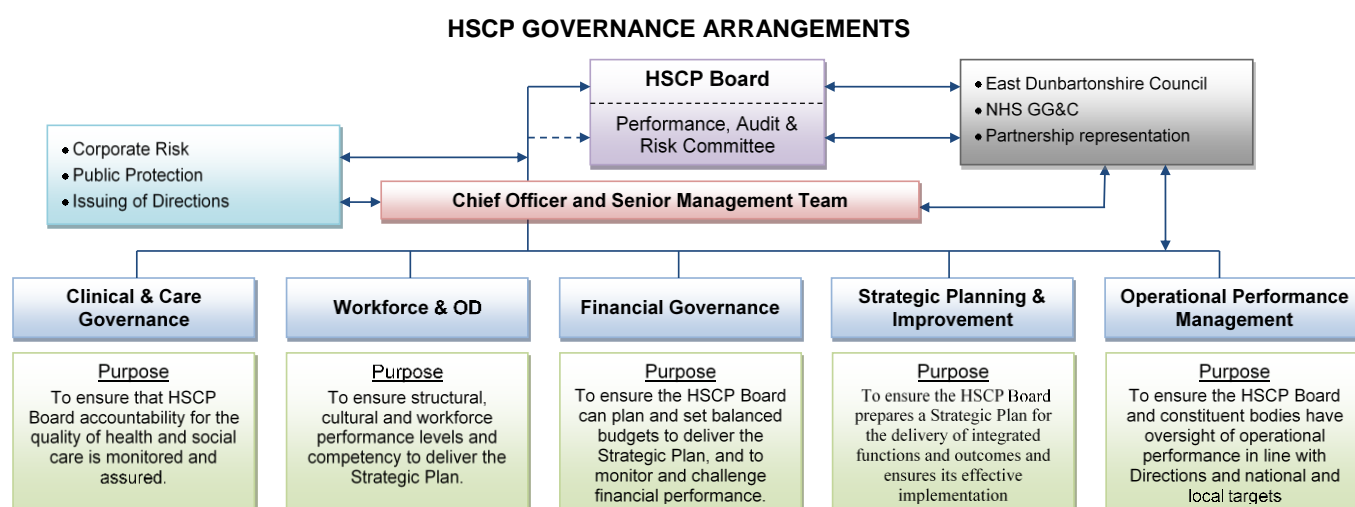 HSCP GOVERNANCE ARRANGEMENTS
HSCP Board
Performance, Audit &
Risk Committee
• East Dunbartonshire Council
• NHS GG&C
• Partnership representation
• Corporate Risk
• Public Protection
• Issuing of Directions
Chief Officer and Senior Management Team
Clinical & Care
Governance
Workforce & OD
Financial Governance
Strategic Planning &
Improvement
Operational Performance
Management
Purpose
To ensure that HSCP
Board accountability for the
quality of health and social
care is monitored and
assured.
Purpose
To ensure structural,
cultural and workforce
performance levels and
competency to deliver the
Strategic Plan.
Purpose
To ensure the HSCP Board
can plan and set balanced
budgets to deliver the
Strategic Plan, and to
monitor and challenge
financial performance.
Purpose
To ensure the HSCP Board
prepares a Strategic Plan for
the delivery of integrated
functions and outcomes and
ensures its effective
implementation
Purpose
To ensure the HSCP Board
and constituent bodies have
oversight of operational
performance in line with
Directions and national and
local targets